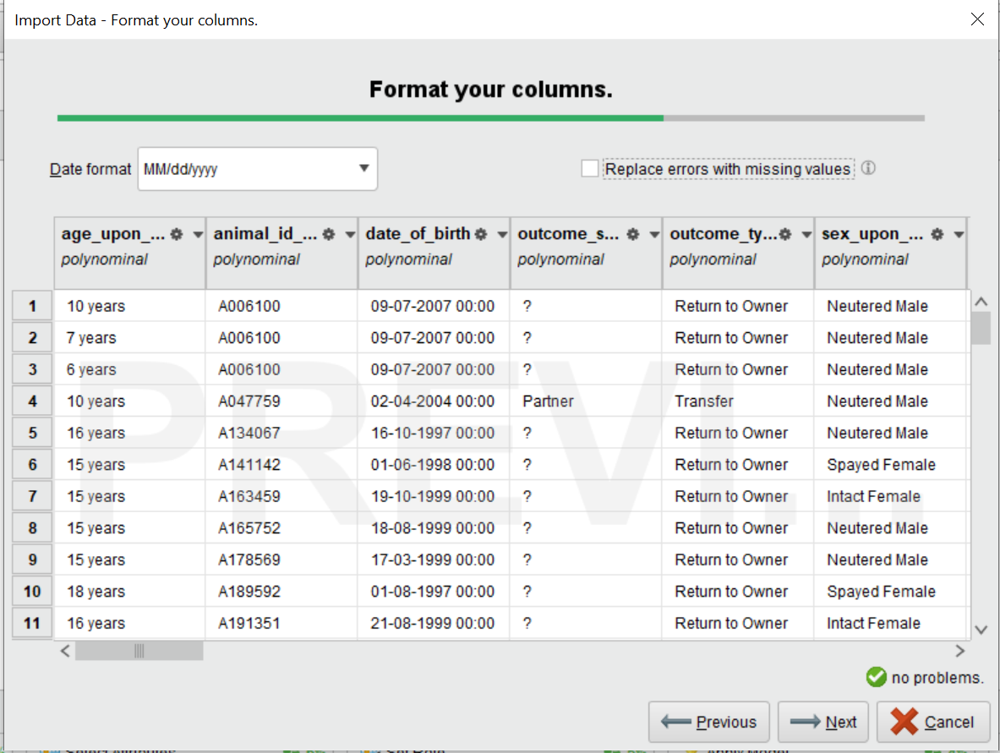 Import Data - Format your columns.
Format your columns.
Date format MM/dd/yyyy Replace errors with missing values
age_upon_... animal_id_... date_of_birth outcome_s... outcome_ty... sex_upon_...
polynominal polynominal polynominal polynominal polynominal polynominal
1 10 years A006100 09-07-2007 00:00 ? Return to Owner Neutered Male
2 7 years A006100 09-07-2007 00:00 ? Return to Owner Neutered Male
3 6 years A006100 09-07-2007 00:00 ? Return to Owner Neutered Male
4 10 years A047759 02-04-2004 00:00 Partner Transfer Neutered Male
5 16 years A134067 16-10-1997 00:00 ? Return to Owner Neutered Male
6 15 years A141142 01-06-1998 00:00 ? Return to Owner Spayed Female
7 15 years A163459 19-10-1999 00:00 ? Return to Owner Intact Female
8 15 years A165752 18-08-1999 00:00 ? Return to Owner Neutered Male
9 15 years A178569 17-03-1999 00:00 ? Return to Owner Neutered Male
10 18 years A189592 01-08-1997 00:00 ? Return to Owner Spayed Female
11 16 years A191351 21-08-1999 00:00 ? Return to Owner Intact Female
PREVI...
no problems.
Previous Next Cancel